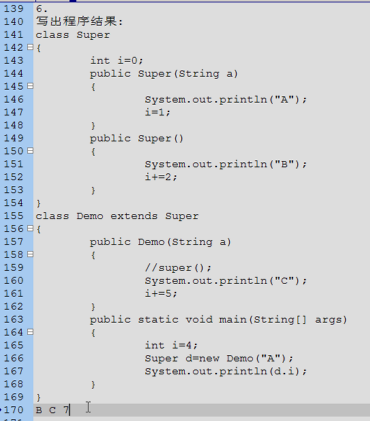 139 6.
140 写出程序结果:
141 class Super
142 {
143 int i=0;
144 public Super(String a)
145 {
146 System.out.println("A");
147 i=1;
148 }
149 public Super()
150 {
151 System.out.println("B");
152 i+=2;
153 }
154 }
155 class Demo extends Super
156 {
157 public Demo(String a)
158 {
159 //super();
160 System.out.println("C");
161 i+=5;
162 }
163 public static void main(String[] args)
164 {
165 int i=4;
166 Super d=new Demo("A");
167 System.out.println(d.i);
168 }
169 }
170 B C 7